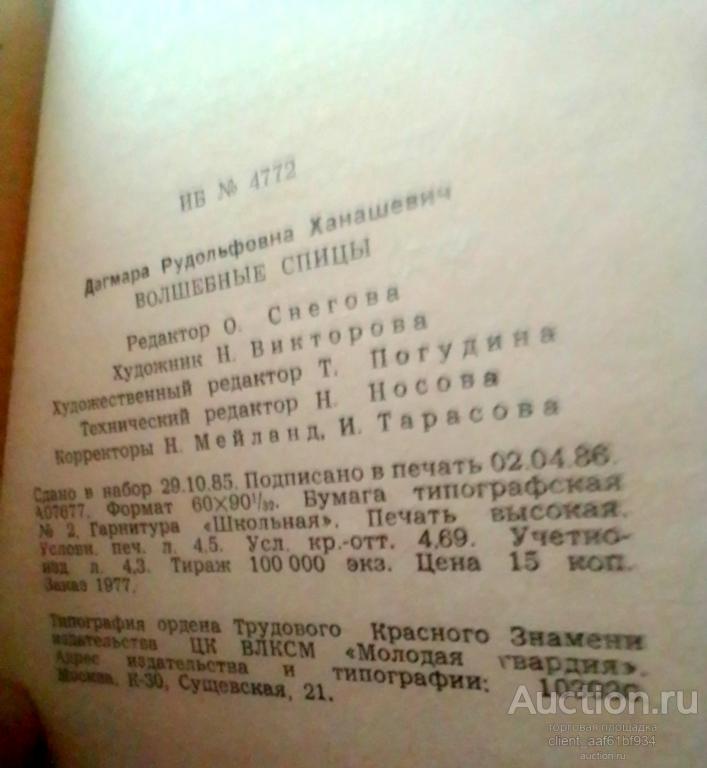 ИБ № 4772
Дагмара Рудольфовна Ханашевич
ВОЛШЕБНЫЕ СПИЦЫ
Редактор О. Снегова
Художник Н. Викторова
Художественный редактор Т. Погудина
Технический редактор Н. Носова
Корректоры Н. Мейланд, И. Тарасова
Сдано в набор 29.10.85. Подписано в печать 02.04.86.
А07677. Формат 60×90¹/₃₂. Бумага типографская
№ 2. Гарнитура «Школьная». Печать высокая.
Условн. печ. л. 4,5. Усл. кр.-отт. 4,69. Учетно-
изд. л. 4,3. Тираж 100 000 экз. Цена 15 коп.
Заказ 1977.
Типография ордена Трудового Красного Знамени
издательства ЦК ВЛКСМ «Молодая гвардия».
Адрес издательства и типографии:
Москва, К-30, Сущевская, 21.
Auction.ru
торговая площадка
client_aaf61bf934
auction.ru